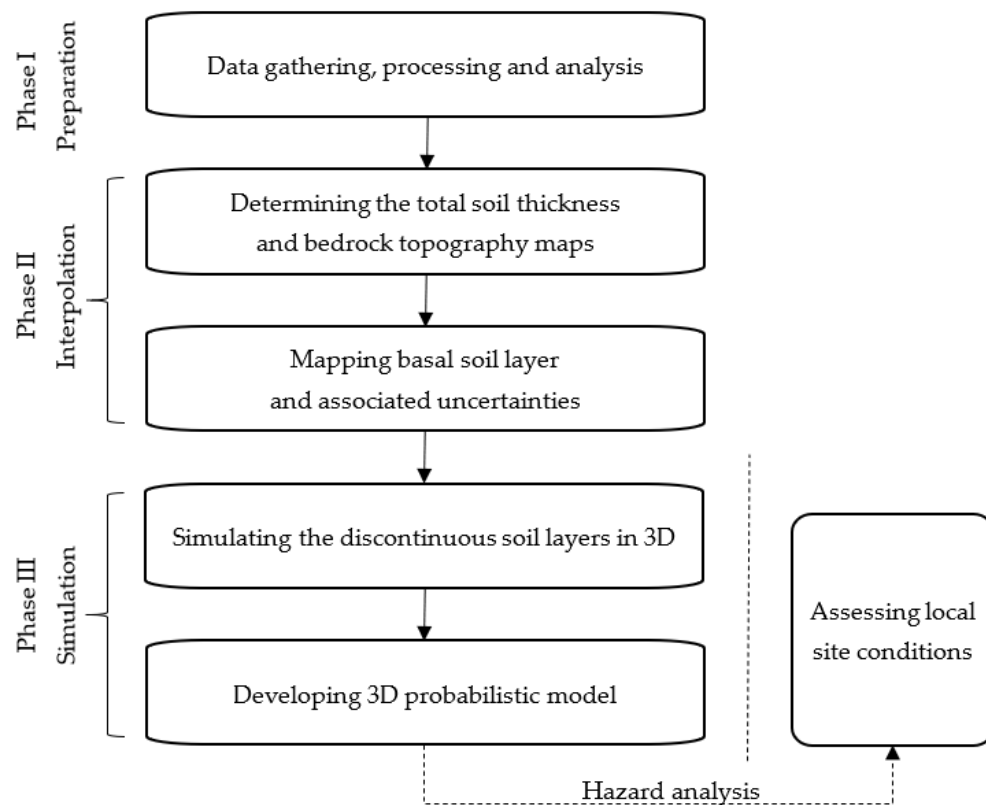 Phase I
Preparation
Data gathering, processing and analysis
Phase II
Interpolation
Determining the total soil thickness
and bedrock topography maps
Mapping basal soil layer
and associated uncertainties
Phase III
Simulation
Simulating the discontinuous soil layers in 3D
Developing 3D probabilistic model
Assessing local
site conditions
Hazard analysis